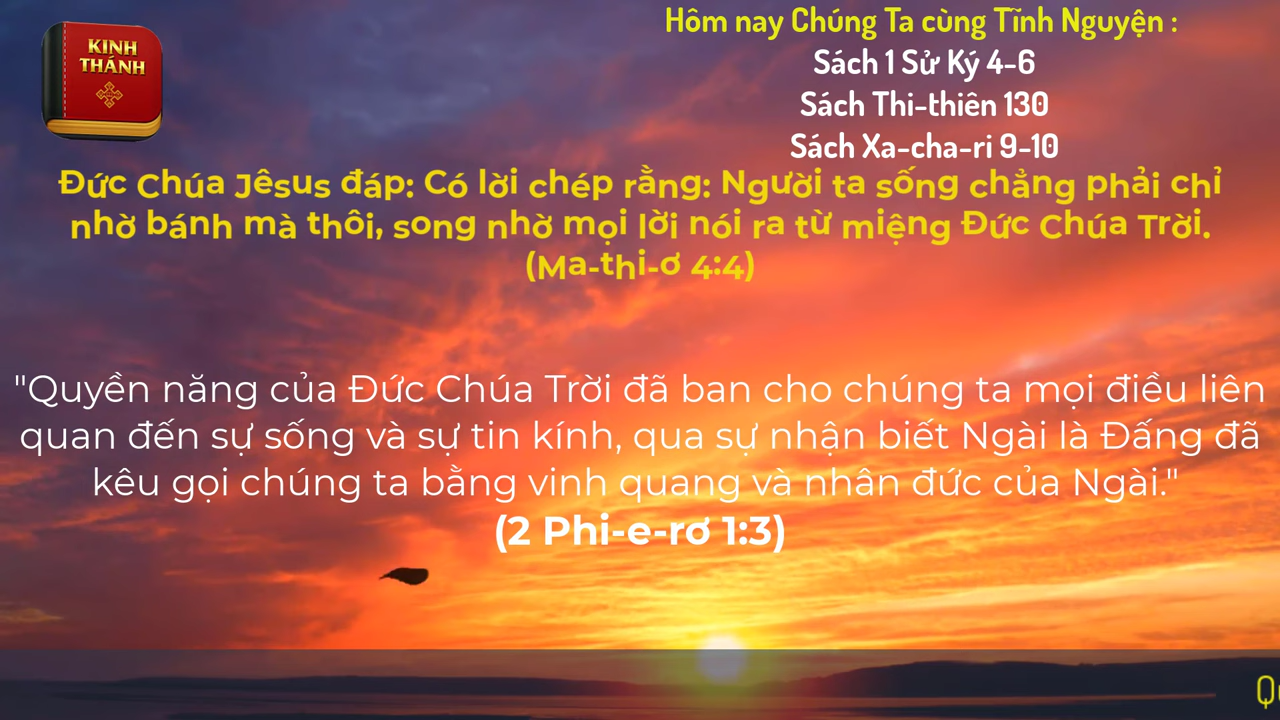 KINH
THÁNH
Hôm nay Chúng Ta cùng Tĩnh Nguyện :
Sách 1 Sử Ký 4-6
Sách Thi-thiên 130
Sách Xa-cha-ri 9-10
Đức Chúa Jêsus đáp: Có lời chép rằng: Người ta sống chẳng phải chỉ
nhờ bánh mà thôi, song nhờ mọi lời nói ra từ miệng Đức Chúa Trời.
(Ma-thi-ơ 4:4)
"Quyền năng của Đức Chúa Trời đã ban cho chúng ta mọi điều liên
quan đến sự sống và sự tin kính, qua sự nhận biết Ngài là Đấng đã
kêu gọi chúng ta bằng vinh quang và nhân đức của Ngài."
(2 Phi-e-rơ 1:3)